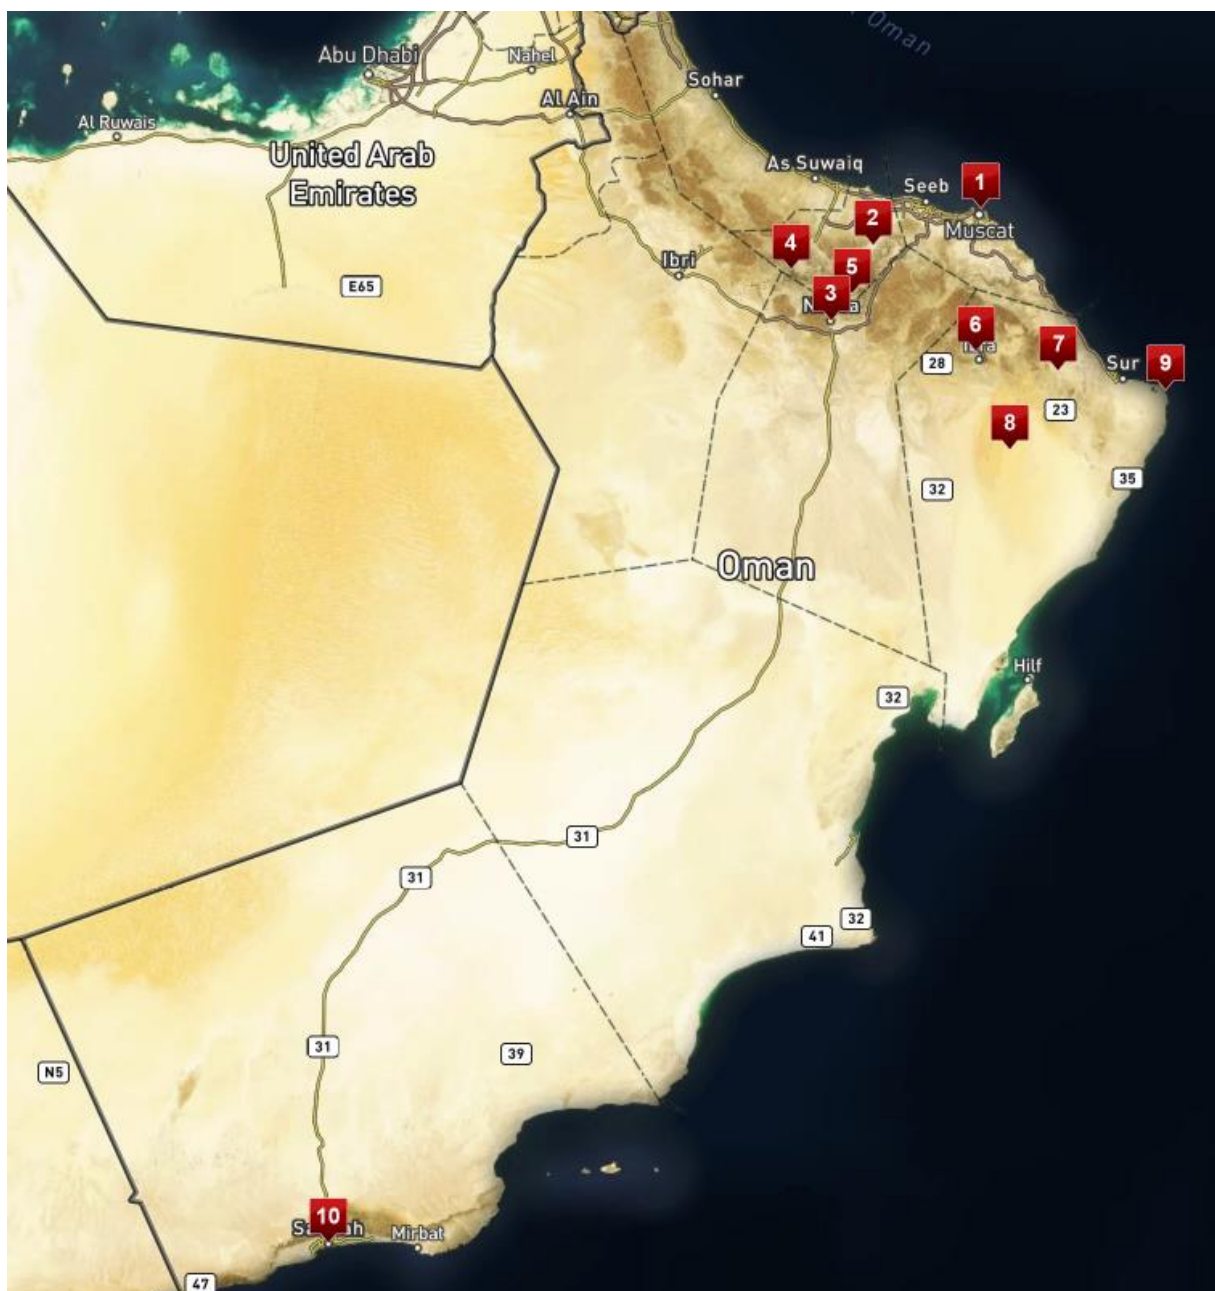 Oman
Abu Dhabi
Nahel
Sohar
Al Ain
Al Ruwais
United Arab
Emirates
As Suwaiq
Seeb
1
2
Muscat
4
Ibri
5
E65
3
6
7
28
Sur
9
23
8
35
32
Oman
Hilf
32
31
31
32
41
31
39
N5
10
Mirbat
47